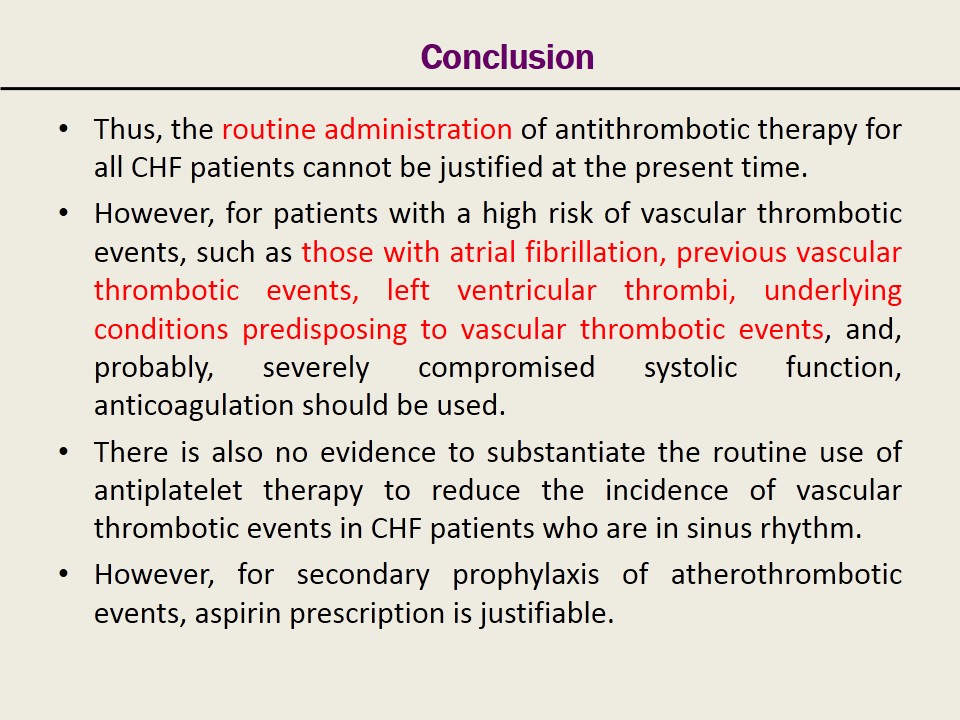 Conclusion
• Thus, the routine administration of antithrombotic therapy for
all CHF patients cannot be justified at the present time.
• However, for patients with a high risk of vascular thrombotic
events, such as those with atrial fibrillation, previous vascular
thrombotic events, left ventricular thrombi, underlying
conditions predisposing to vascular thrombotic events, and,
probably, severely compromised systolic function,
anticoagulation should be used.
• There is also no evidence to substantiate the routine use of
antiplatelet therapy to reduce the incidence of vascular
thrombotic events in CHF patients who are in sinus rhythm.
• However, for secondary prophylaxis of atherothrombotic
events, aspirin prescription is justifiable.